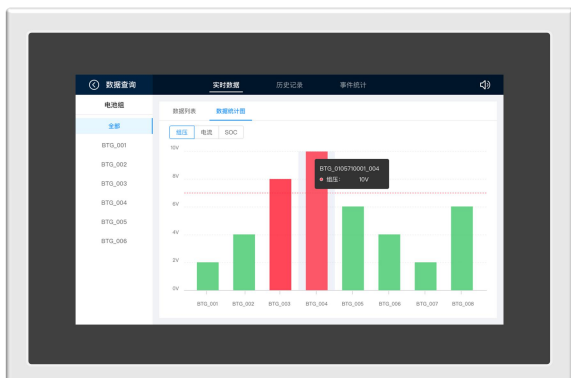 数据查询 实时数据 历史记录 事件统计
电池组
全部
BTG_001
BTG_002
BTG_003
BTG_004
BTG_005
BTG_006
数据列表 数据统计图
组压 电流 SOC
10V
8V
6V
4V
2V
0V
BTG_0105710001_004
组压: 10V
BTG_001 BTG_002 BTG_003 BTG_004 BTG_005 BTG_006 BTG_007 BTG_008